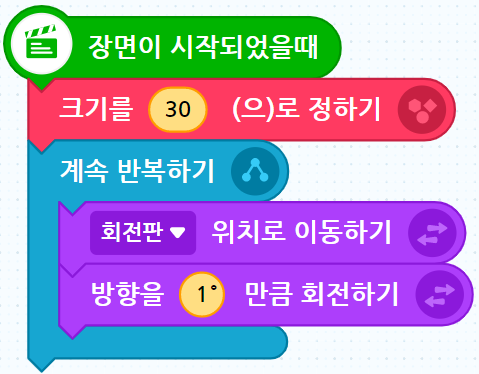 장면이 시작되었을때
크기를 30 (으)로 정하기
계속 반복하기
회전판 위치로 이동하기
방향을 1° 만큼 회전하기